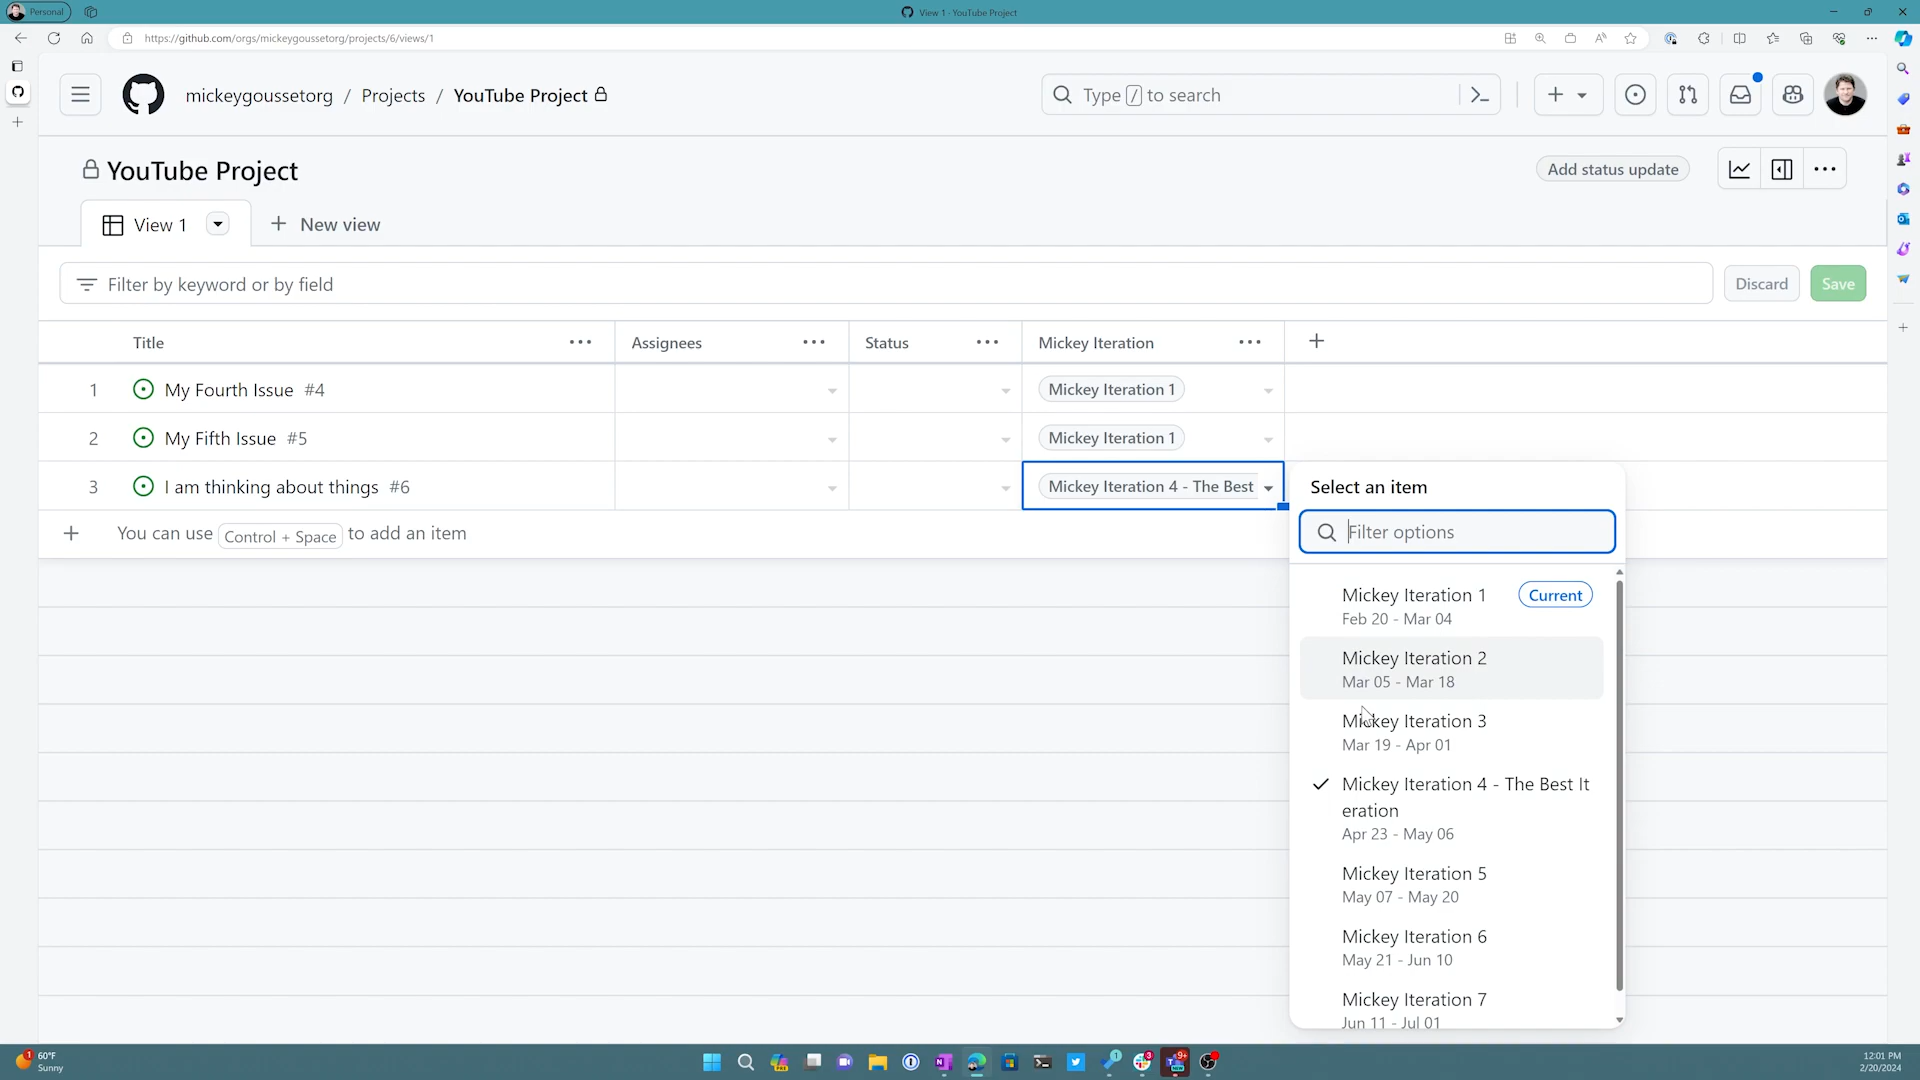 Personal
View 1 · YouTube Project
https://github.com/orgs/mickeygoussetorg/projects/6/views/1
mickeygoussetorg / Projects / YouTube Project
Type / to search
YouTube Project
Add status update
View 1
New view
Filter by keyword or by field
Discard
Save
Title
Assignees
Status
Mickey Iteration
1
My Fourth Issue #4
Mickey Iteration 1
2
My Fifth Issue #5
Mickey Iteration 1
3
I am thinking about things #6
Mickey Iteration 4 - The Best
You can use Control + Space to add an item
Select an item
Filter options
Mickey Iteration 1
Current
Feb 20 - Mar 04
Mickey Iteration 2
Mar 05 - Mar 18
Mickey Iteration 3
Mar 19 - Apr 01
Mickey Iteration 4 - The Best It
eration
Apr 23 - May 06
Mickey Iteration 5
May 07 - May 20
Mickey Iteration 6
May 21 - Jun 10
Mickey Iteration 7
Jun 11 - Jul 01
1
60°F
Sunny
1
3
9+
12:01 PM
2/20/2024